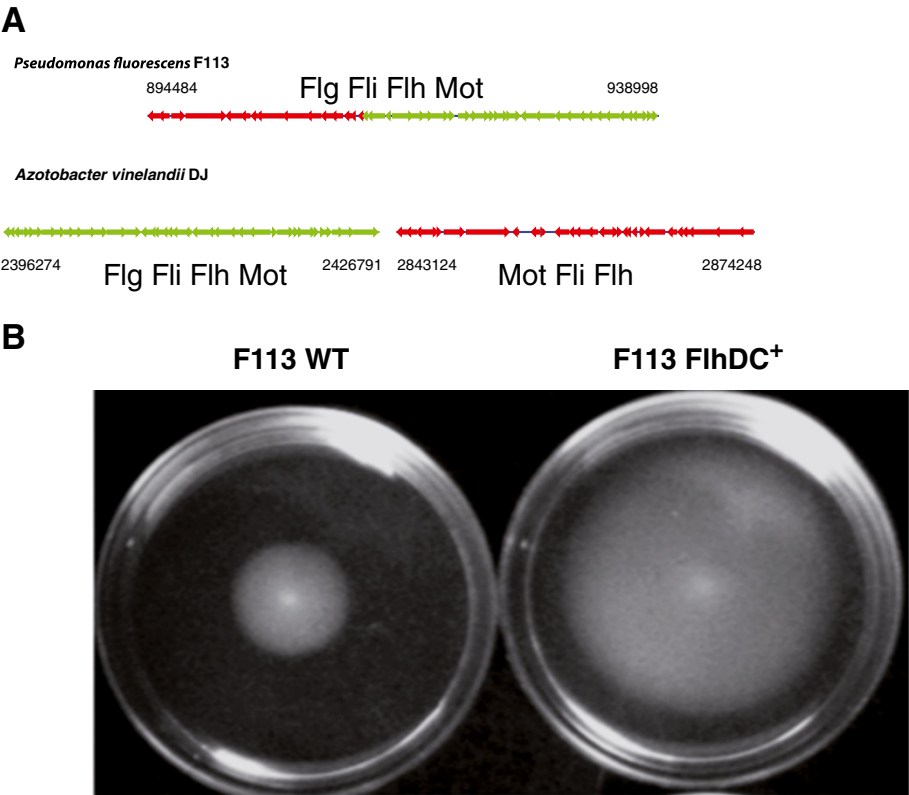 A
Pseudomonas fluorescens F113
894484 Flg Fli Flh Mot 938998
Azotobacter vinelandii DJ
2396274 Flg Fli Flh Mot 2426791 2843124 Mot Fli Flh 2874248
B
F113 WT F113 FlhDC⁺